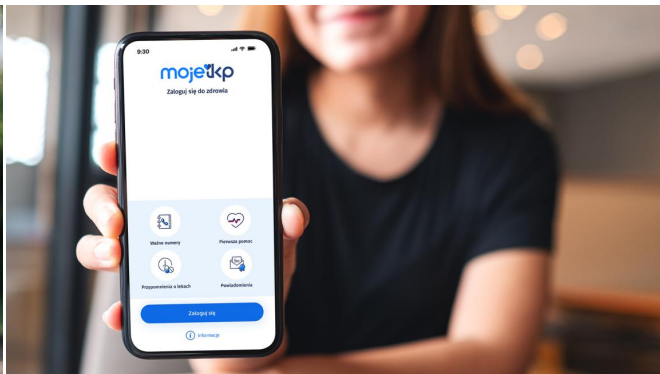 9:30
mojeikp
Zaloguj się do zdrowia
Ważne numery
Pierwsza pomoc
Przypomnienia o lekach
Powiadomienia
Zaloguj się
Informacje